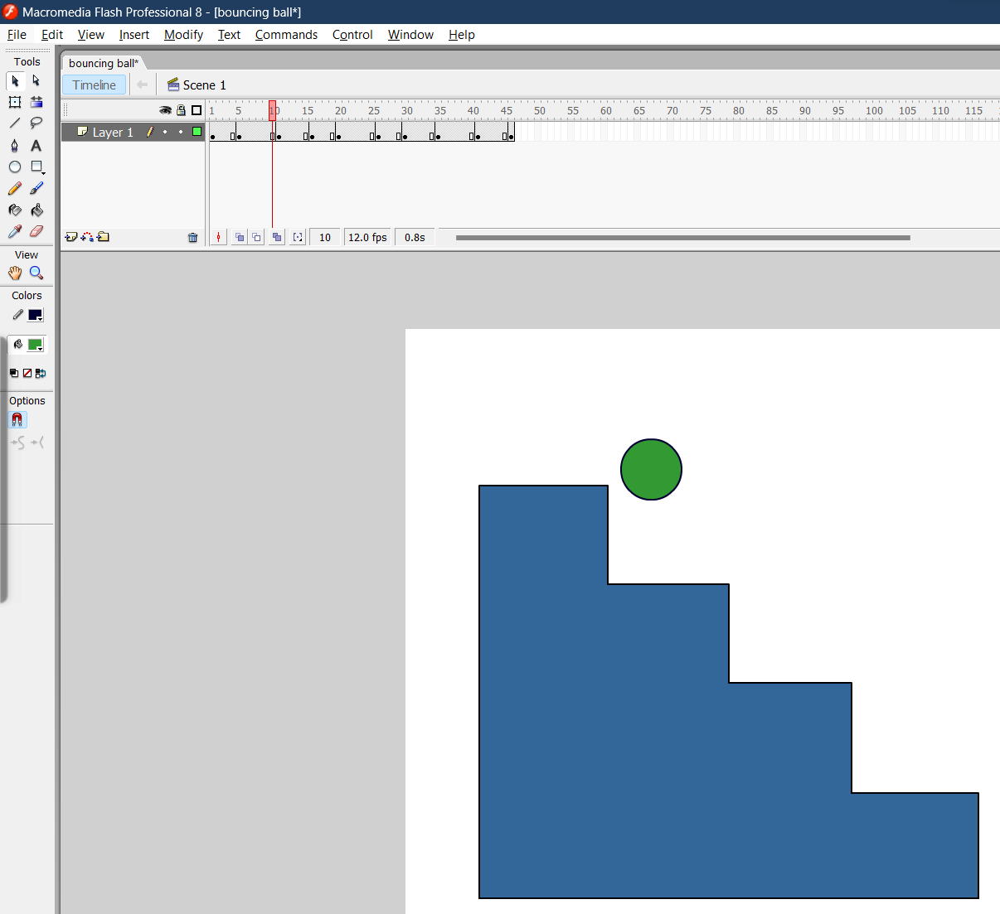 Macromedia Flash Professional 8 - [bouncing ball*]
File Edit View Insert Modify Text Commands Control Window Help
Tools
bouncing ball*
Timeline
Scene 1
1 5 10 15 20 25 30 35 40 45 50 55 60 65 70 75 80 85 90 95 100 105 110 115
Layer 1
10 12.0 fps 0.8s
View
Colors
Options